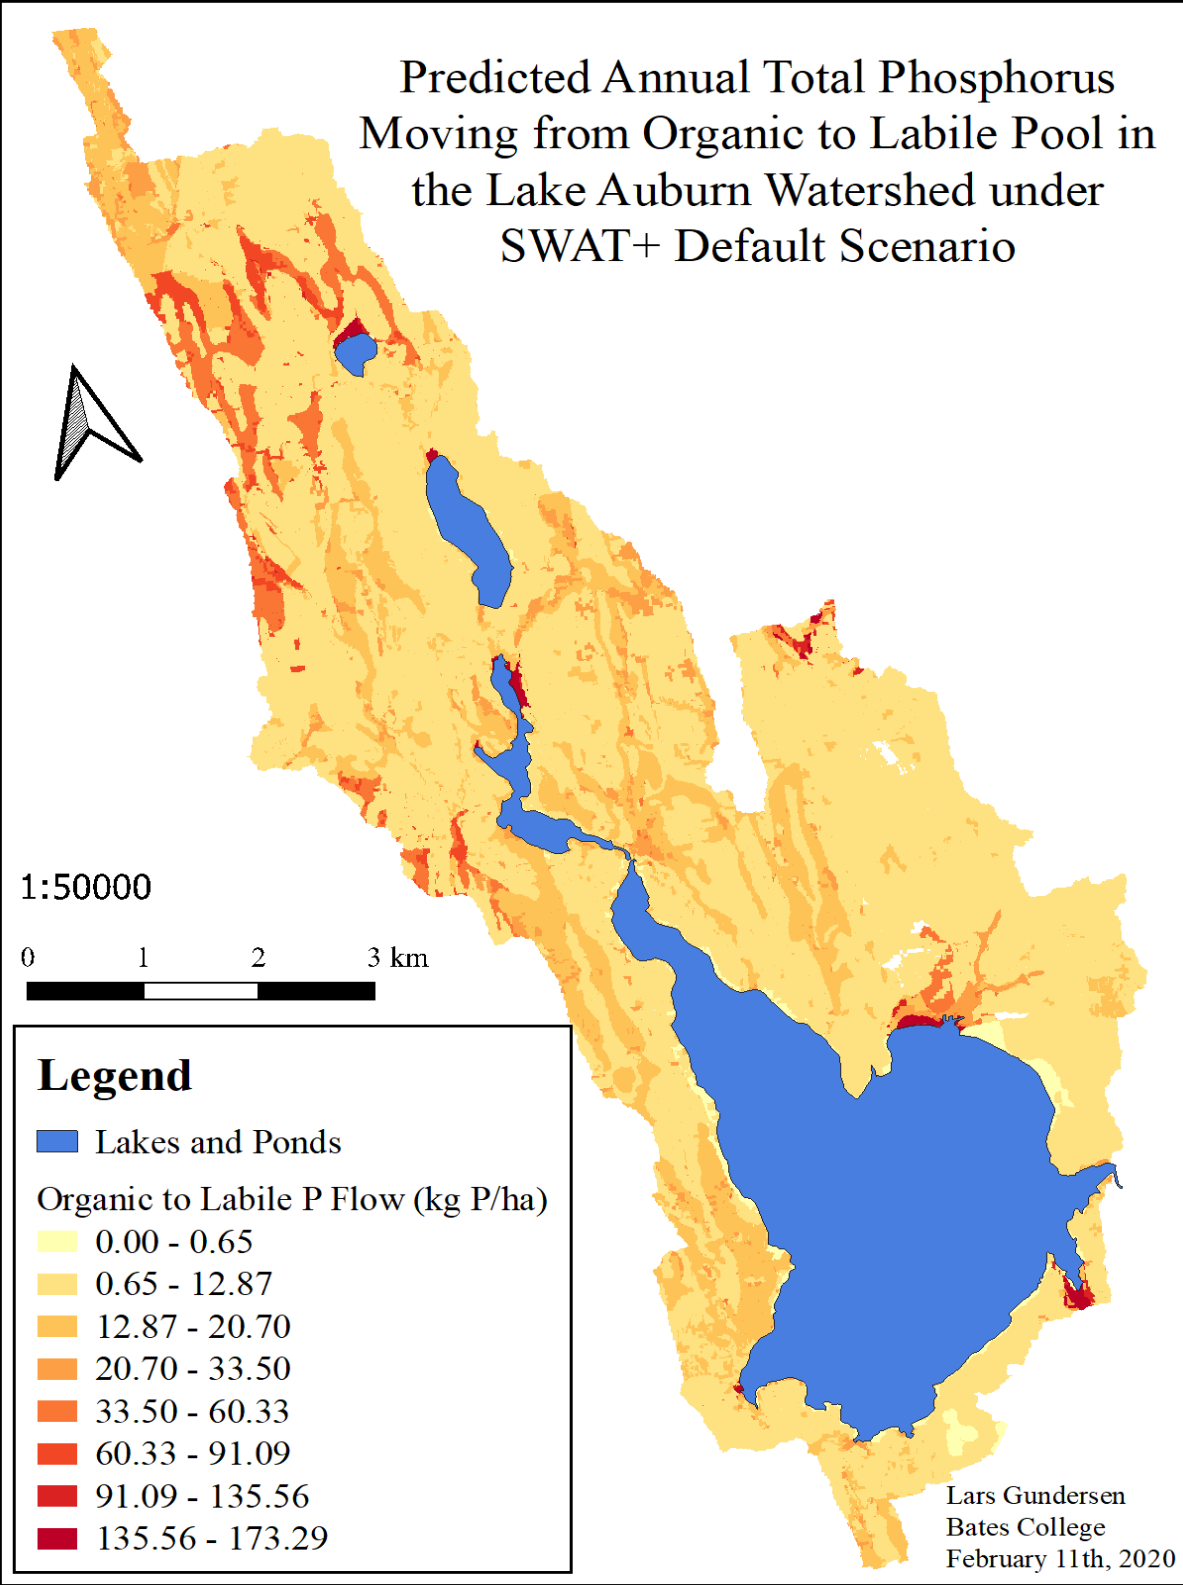 Predicted Annual Total Phosphorus
Moving from Organic to Labile Pool in
the Lake Auburn Watershed under
SWAT+ Default Scenario
1:50000
0 1 2 3 km
Legend
Lakes and Ponds
Organic to Labile P Flow (kg P/ha)
0.00 - 0.65
0.65 - 12.87
12.87 - 20.70
20.70 - 33.50
33.50 - 60.33
60.33 - 91.09
91.09 - 135.56
135.56 - 173.29
Lars Gundersen
Bates College
February 11th, 2020